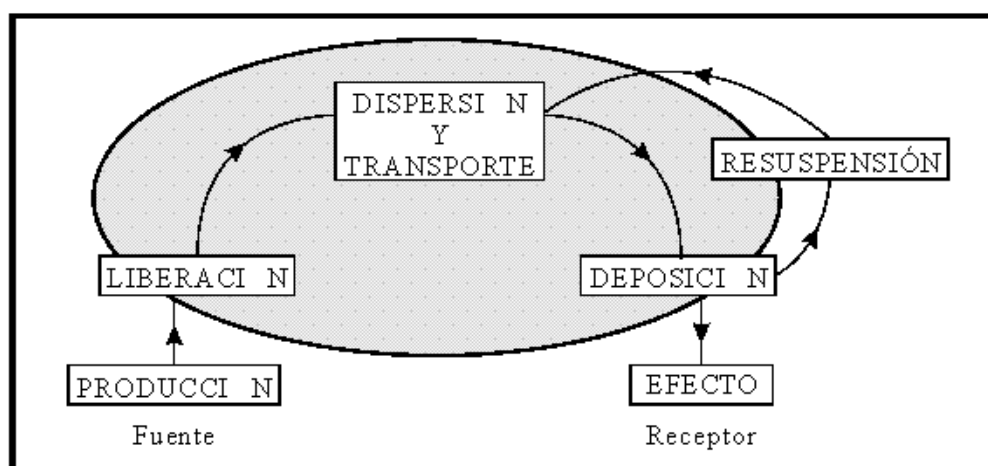 DISPERSI N
Y
TRANSPORTE
RESUSPENSIÓN
LIBERACI N
DEPOSICI N
PRODUCCI N
EFECTO
Fuente
Receptor